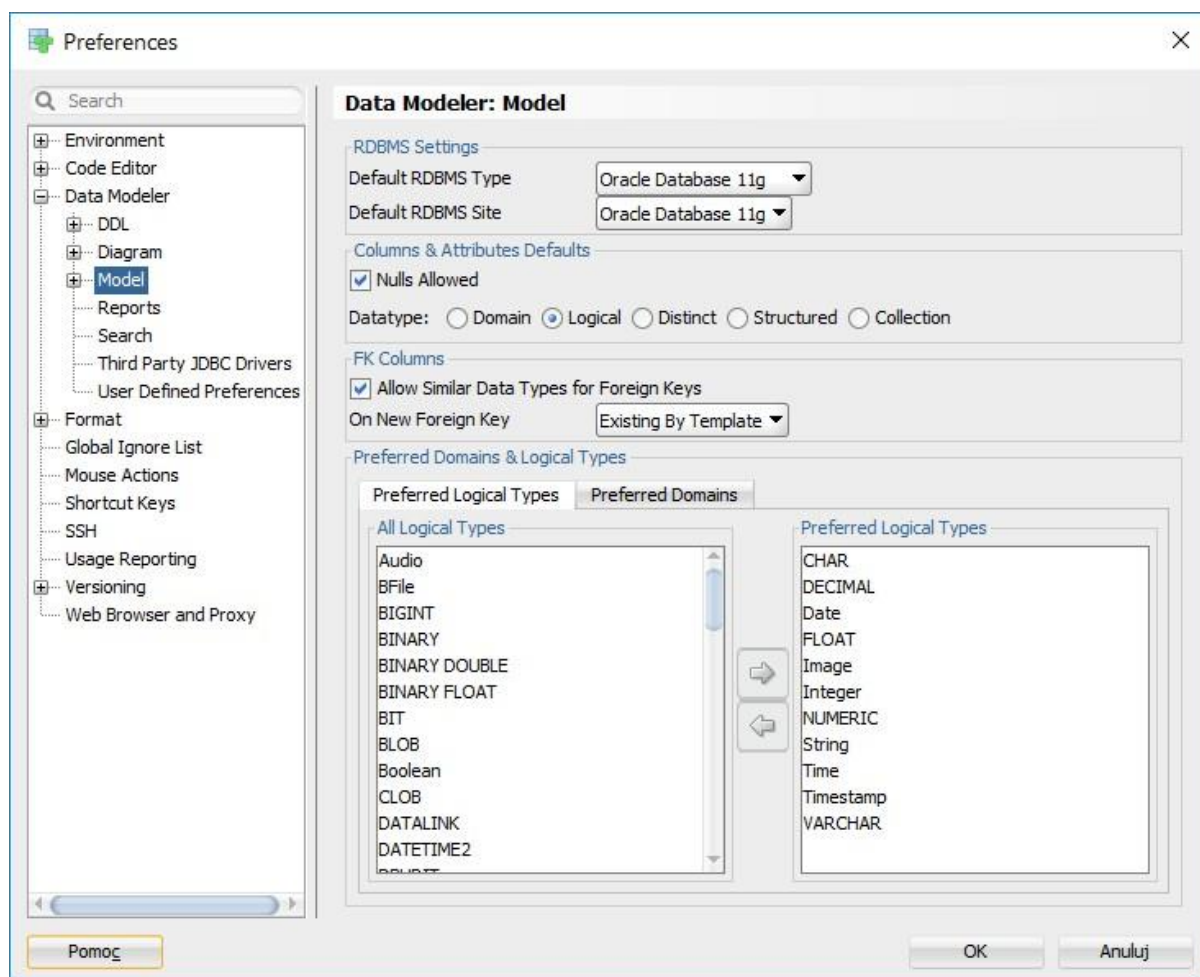 Preferences
Search
Environment
Code Editor
Data Modeler
DDL
Diagram
Model
Reports
Search
Third Party JDBC Drivers
User Defined Preferences
Format
Global Ignore List
Mouse Actions
Shortcut Keys
SSH
Usage Reporting
Versioning
Web Browser and Proxy
Data Modeler: Model
RDBMS Settings
Default RDBMS Type Oracle Database 11g
Default RDBMS Site Oracle Database 11g
Columns & Attributes Defaults
Nulls Allowed
Datatype: Domain Logical Distinct Structured Collection
FK Columns
Allow Similar Data Types for Foreign Keys
On New Foreign Key Existing By Template
Preferred Domains & Logical Types
Preferred Logical Types Preferred Domains
All Logical Types
Audio
BFile
BIGINT
BINARY
BINARY DOUBLE
BINARY FLOAT
BIT
BLOB
Boolean
CLOB
DATALINK
DATETIME2
Preferred Logical Types
CHAR
DECIMAL
Date
FLOAT
Image
Integer
NUMERIC
String
Time
Timestamp
VARCHAR
Pomoc OK Anuluj